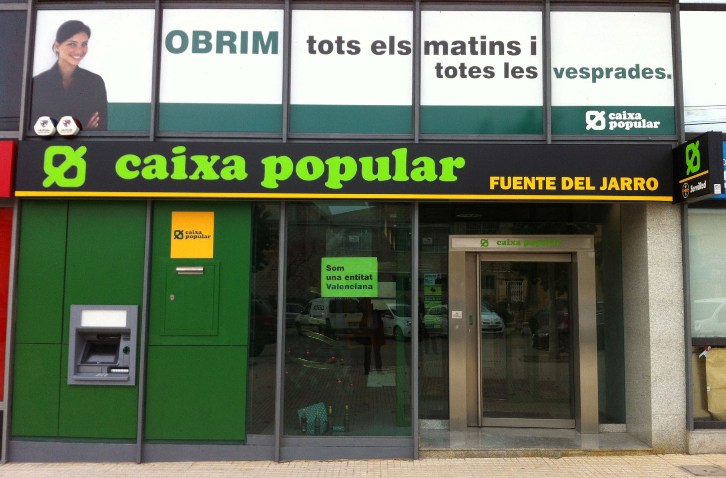 OBRIM tots els matins i
totes les vesprades.
caixa
popular
caixa popular
FUENTE DEL JARRO
ServiRed
caixa
popular
caixa popular
Som
una entitat
Valenciana